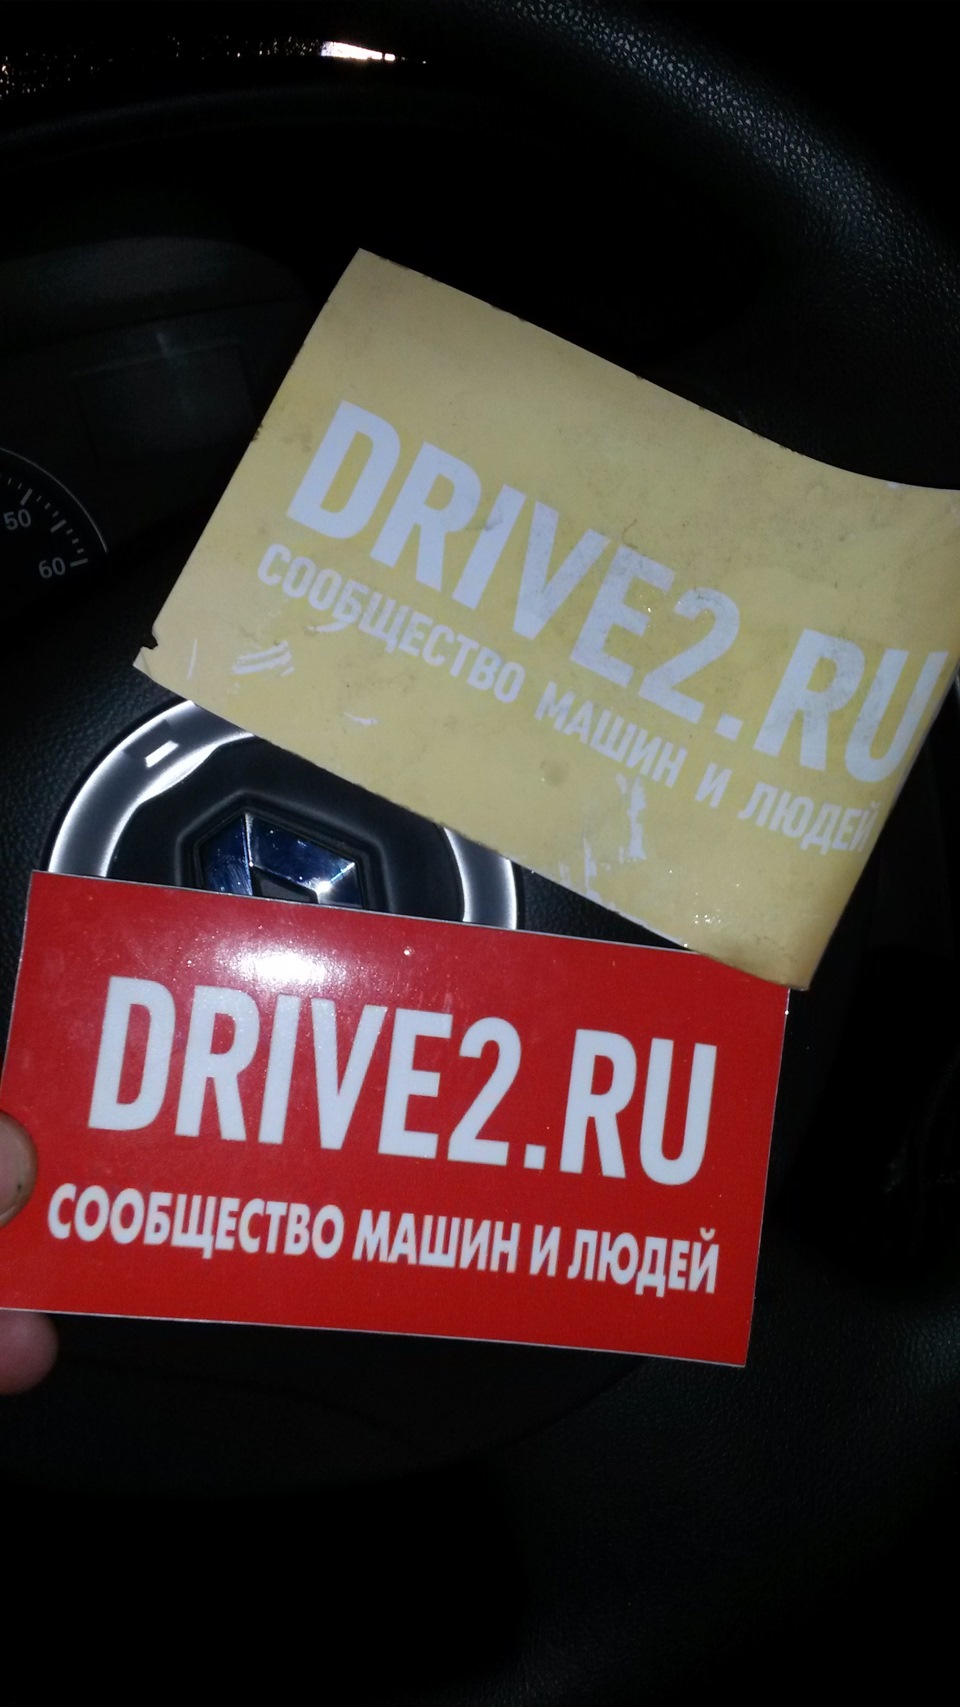 50
60
DRIVE2.RU
СООБЩЕСТВО МАШИН И ЛЮДЕЙ
DRIVE2.RU
СООБЩЕСТВО МАШИН И ЛЮДЕЙ